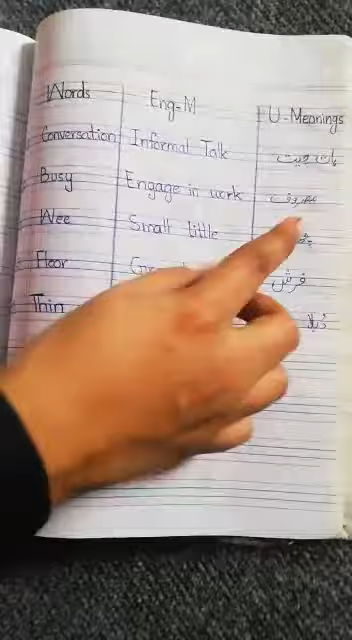 Words Eng-M U-Meanings
Conversation Informal Talk بات چیت
Busy Engage in work مصروف
Wee Small little
Floor فرش
Thin دُبلا